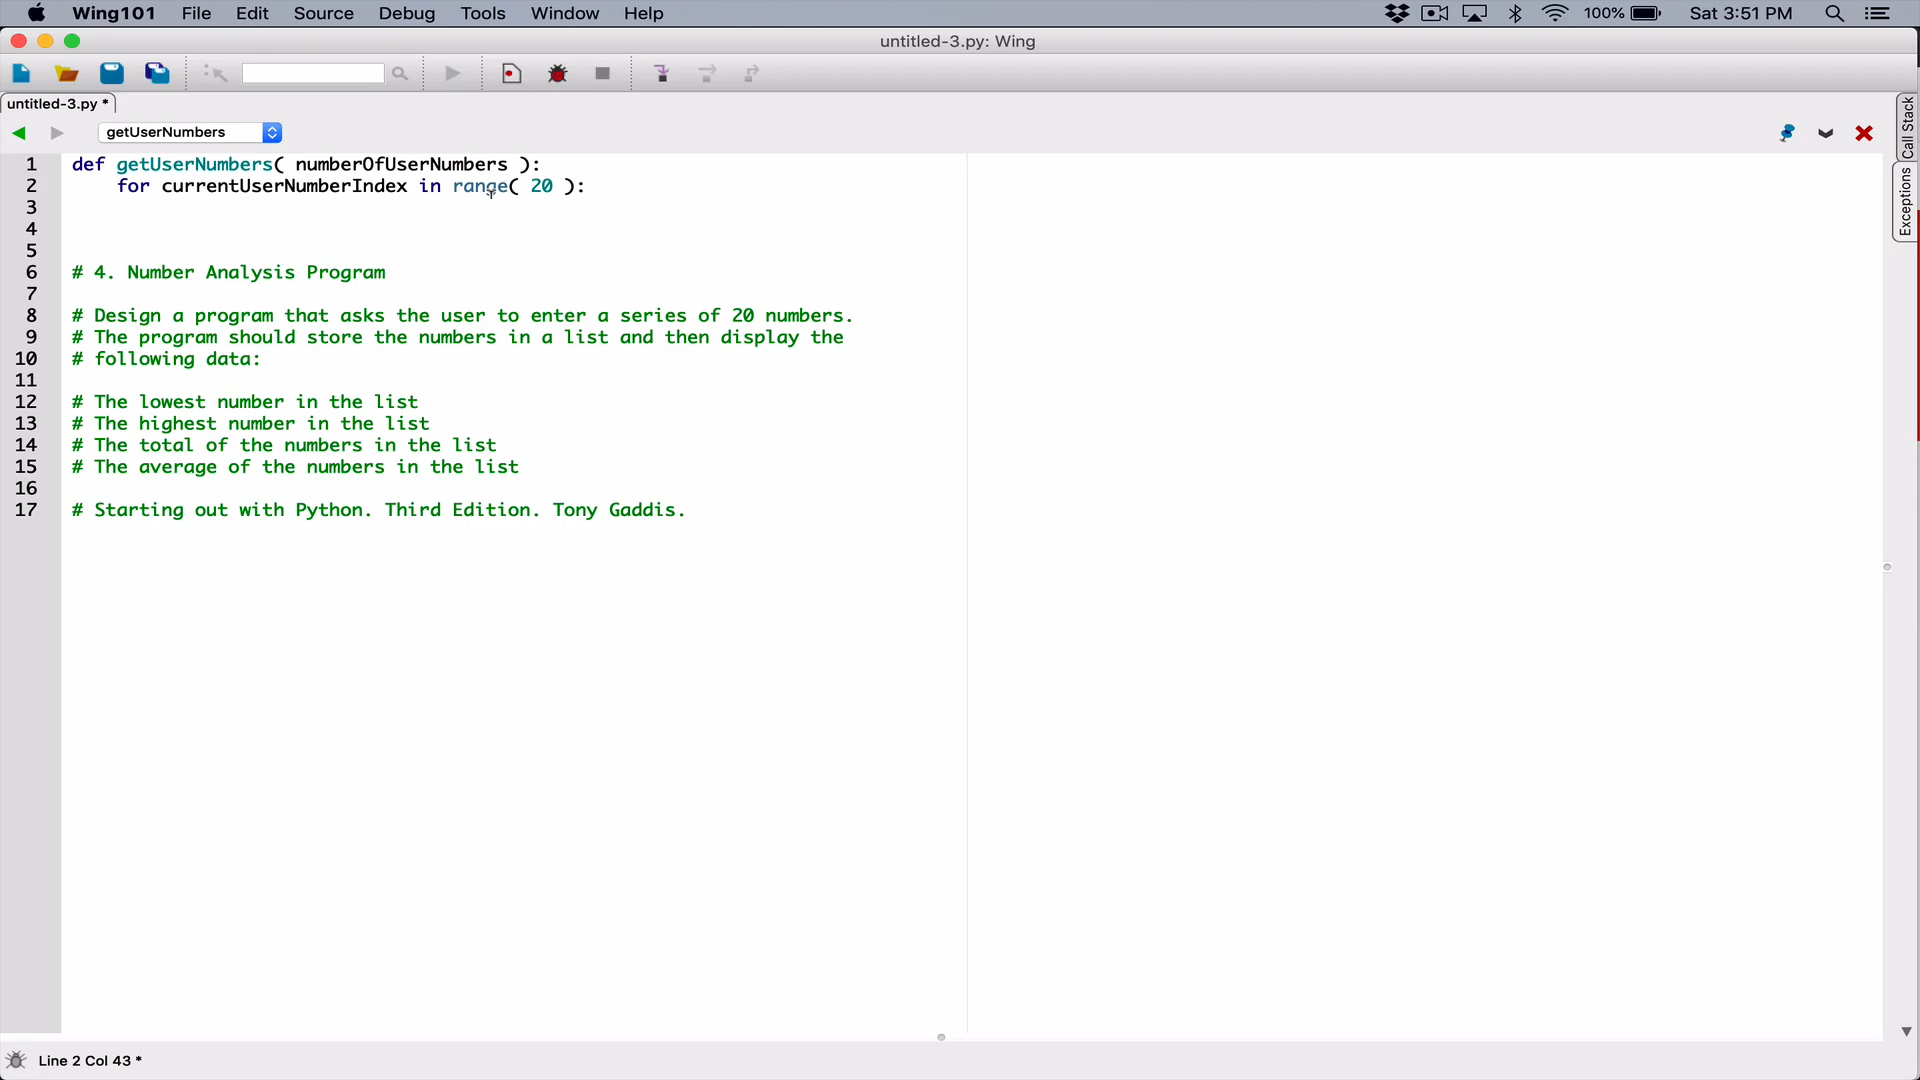 Wing101 File Edit Source Debug Tools Window Help 100% Sat 3:51 PM
untitled-3.py: Wing
untitled-3.py *
getUserNumbers
1 def getUserNumbers( numberOfUserNumbers ):
2 for currentUserNumberIndex in range( 20 ):
3
4
5
6 # 4. Number Analysis Program
7
8 # Design a program that asks the user to enter a series of 20 numbers.
9 # The program should store the numbers in a list and then display the
10 # following data:
11
12 # The lowest number in the list
13 # The highest number in the list
14 # The total of the numbers in the list
15 # The average of the numbers in the list
16
17 # Starting out with Python. Third Edition. Tony Gaddis.
Call Stack
Exceptions
Line 2 Col 43 *